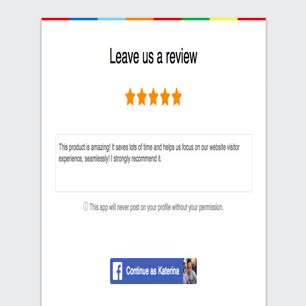 Leave us a review
This product is amazing! It saves lots of time and helps us focus on our website visitor
experience, seamlessly! I strongly recommend it.
This app will never post on your profile without your permission.
Continue as Katerina